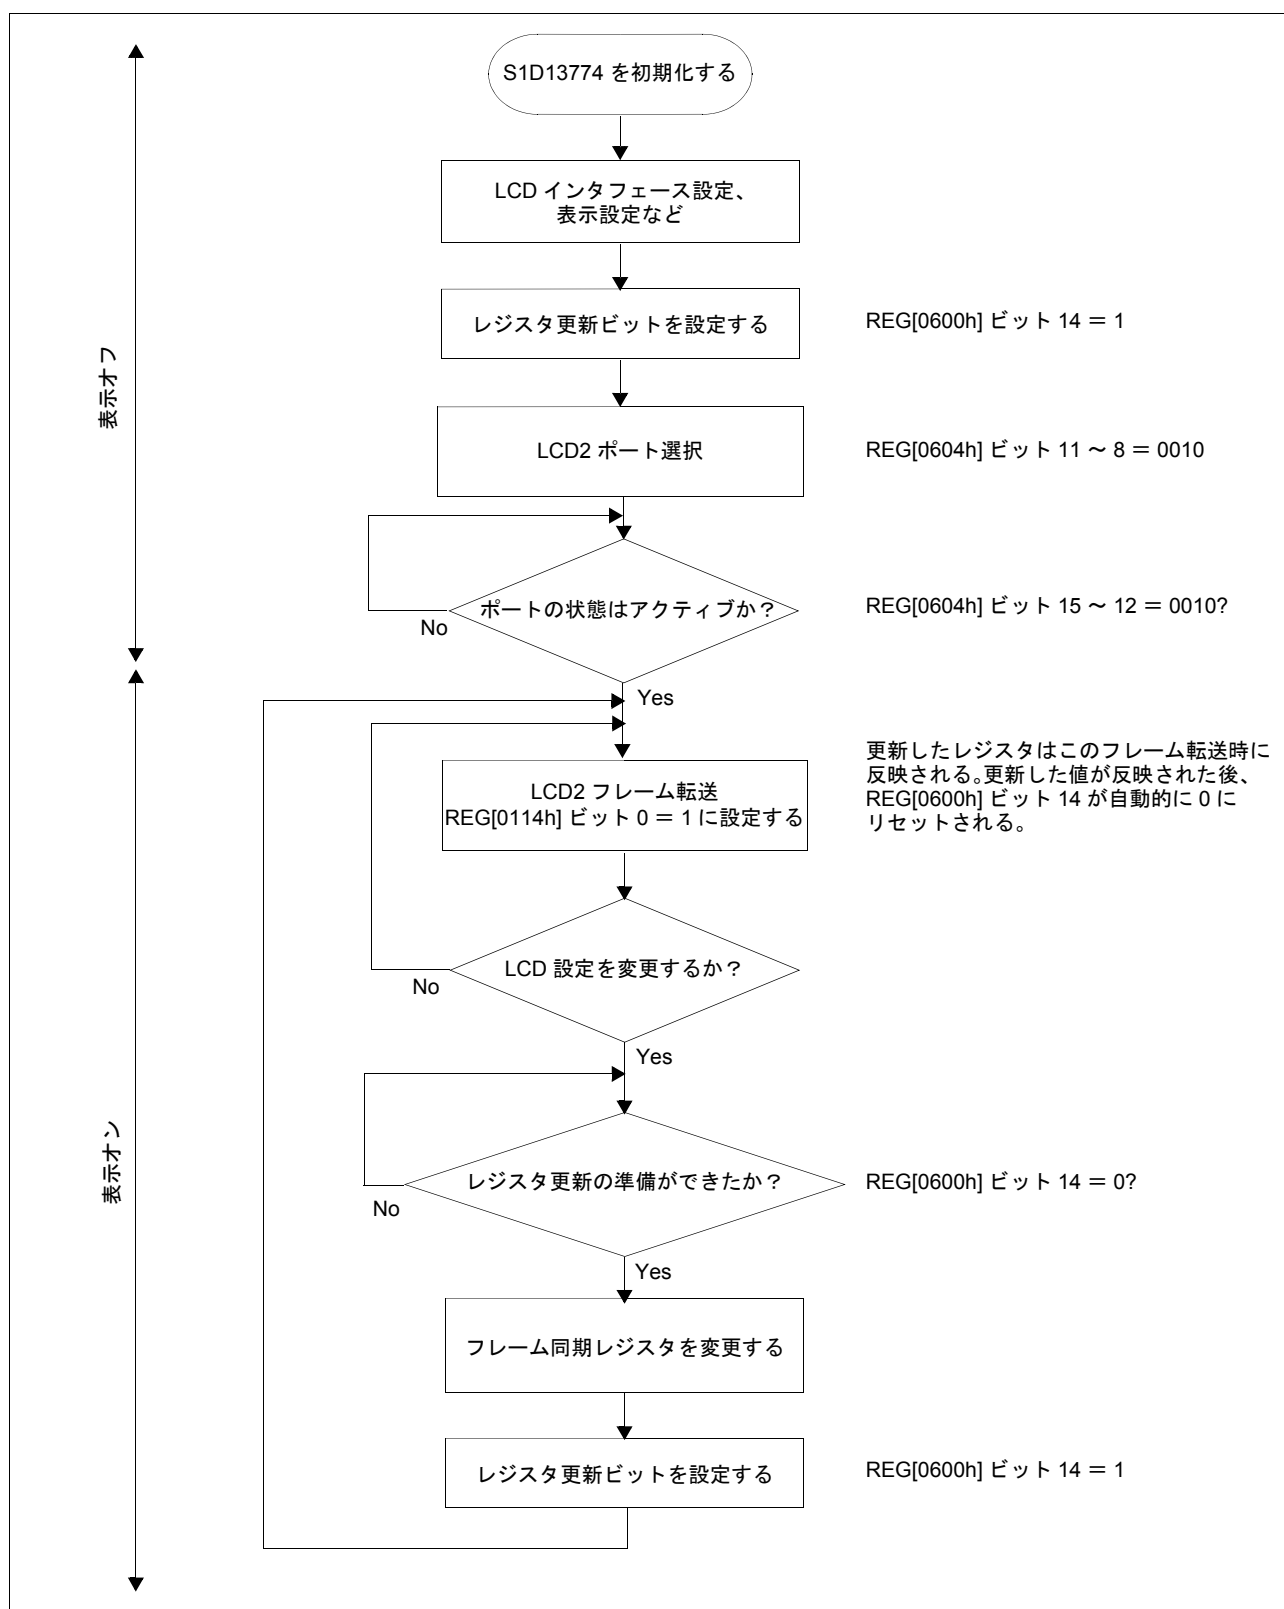 S1D13774 を初期化する
LCD インタフェース設定、
表示設定など
レジスタ更新ビットを設定する
REG[0600h] ビット 14 = 1
表示オフ
LCD2 ポート選択
REG[0604h] ビット 11 ~ 8 = 0010
ポートの状態はアクティブか?
REG[0604h] ビット 15 ~ 12 = 0010?
No
Yes
LCD2 フレーム転送
REG[0114h] ビット 0 = 1 に設定する
更新したレジスタはこのフレーム転送時に
反映される。更新した値が反映された後、
REG[0600h] ビット 14 が自動的に 0 に
リセットされる。
LCD 設定を変更するか?
No
Yes
表示オン
レジスタ更新の準備ができたか?
REG[0600h] ビット 14 = 0?
No
Yes
フレーム同期レジスタを変更する
レジスタ更新ビットを設定する
REG[0600h] ビット 14 = 1